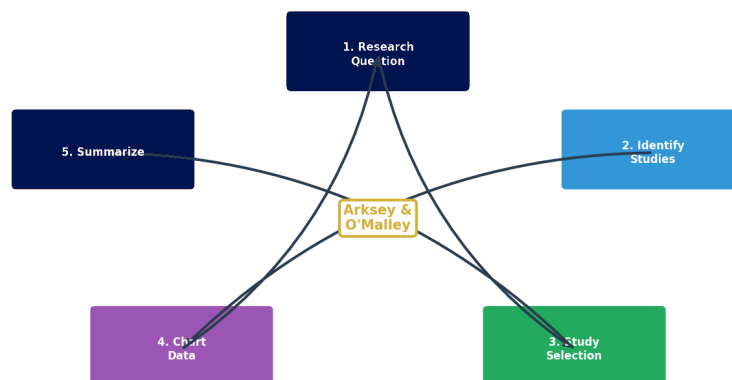 1. Research
Question
2. Identify
Studies
3. Study
Selection
4. Chart
Data
5. Summarize
Arksey &
O'Malley